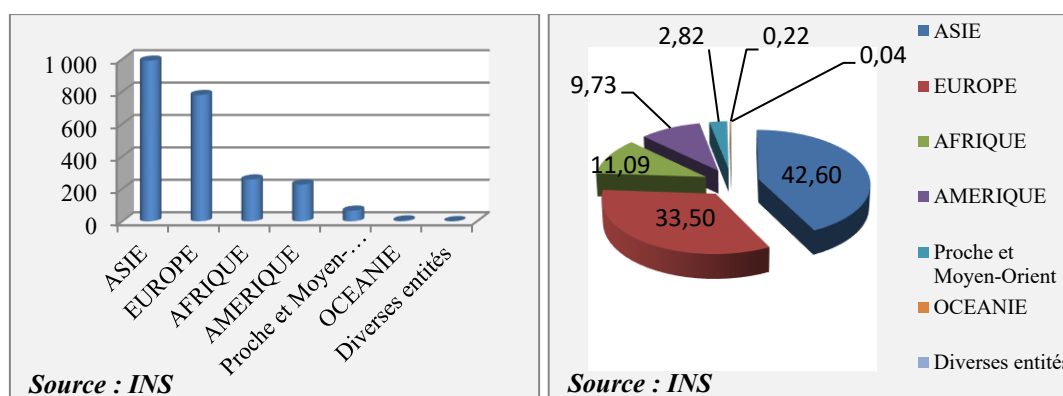 1 000
800
600
400
200
0
ASIE
EUROPE
AFRIQUE
AMERIQUE
Proche et Moyen-…
OCEANIE
Diverses entités
Source : INS
2,82
0,22
0,04
9,73
11,09
42,60
33,50
ASIE
EUROPE
AFRIQUE
AMÉRIQUE
Proche et
Moyen-Orient
OCEANIE
Diverses entités
Source : INS